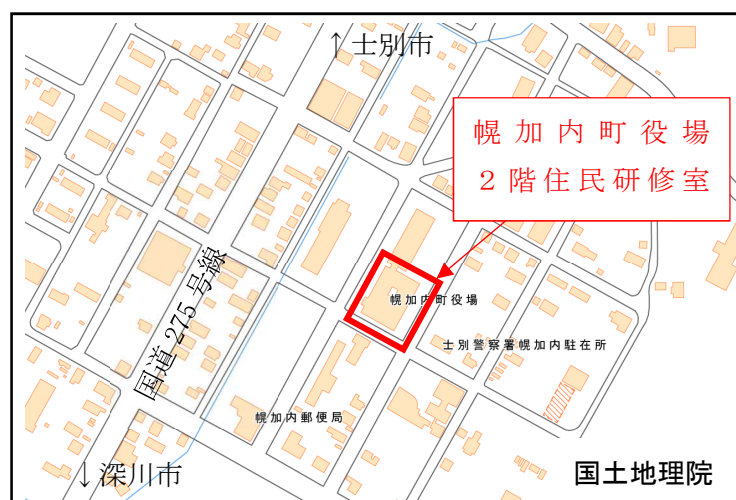 ↑士別市
幌加内町役場
２階住民研修室
国道275号線
幌加内町役場
士別警察署幌加内駐在所
幌加内郵便局
↓深川市
国土地理院